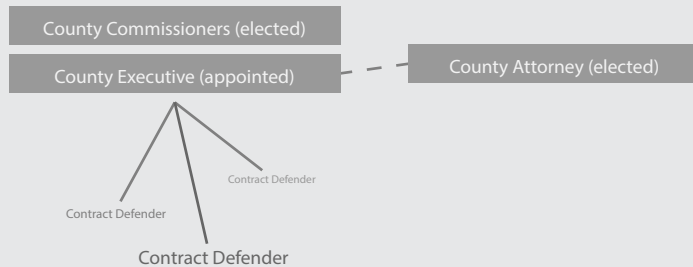 County Commissioners (elected)
County Executive (appointed)
County Attorney (elected)
Contract Defender
Contract Defender
Contract Defender